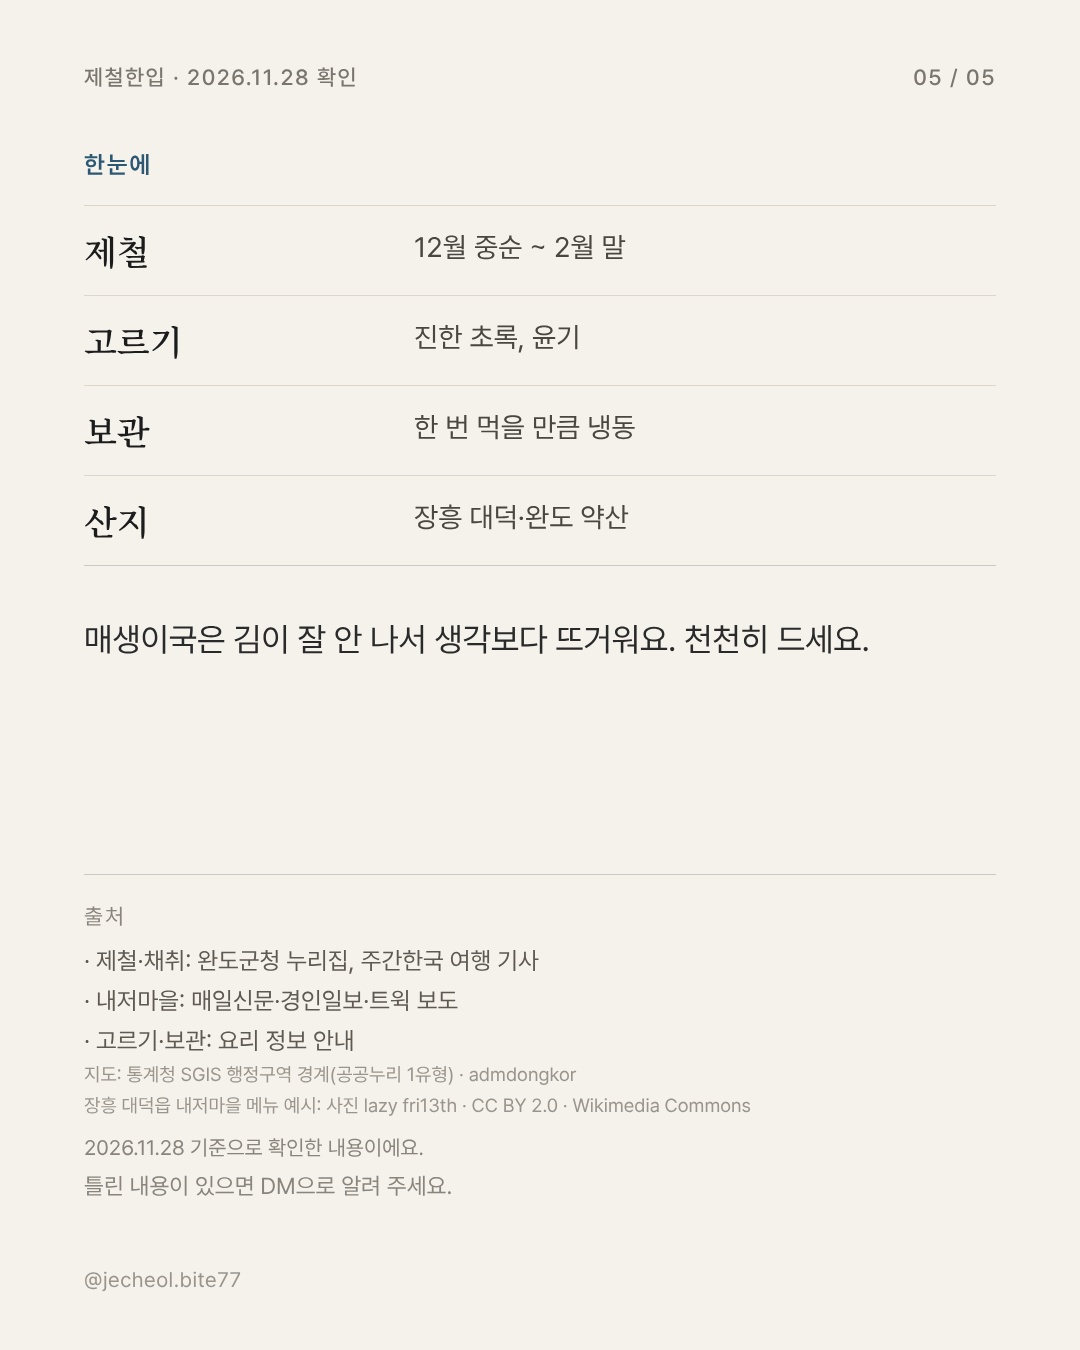 제철한입 · 2026.11.28 확인
05 / 05
한눈에
제철
12월 중순 ~ 2월 말
고르기
진한 초록, 윤기
보관
한 번 먹을 만큼 냉동
산지
장흥 대덕·완도 약산
매생이국은 김이 잘 안 나서 생각보다 뜨거워요. 천천히 드세요.
출처
· 제철·채취: 완도군청 누리집, 주간한국 여행 기사
· 내저마을: 매일신문·경인일보·트윅 보도
· 고르기·보관: 요리 정보 안내
지도: 통계청 SGIS 행정구역 경계(공공누리 1유형) · admdongkor
장흥 대덕읍 내저마을 메뉴 예시: 사진 lazy fri13th · CC BY 2.0 · Wikimedia Commons
2026.11.28 기준으로 확인한 내용이에요.
틀린 내용이 있으면 DM으로 알려 주세요.
@jecheol.bite77